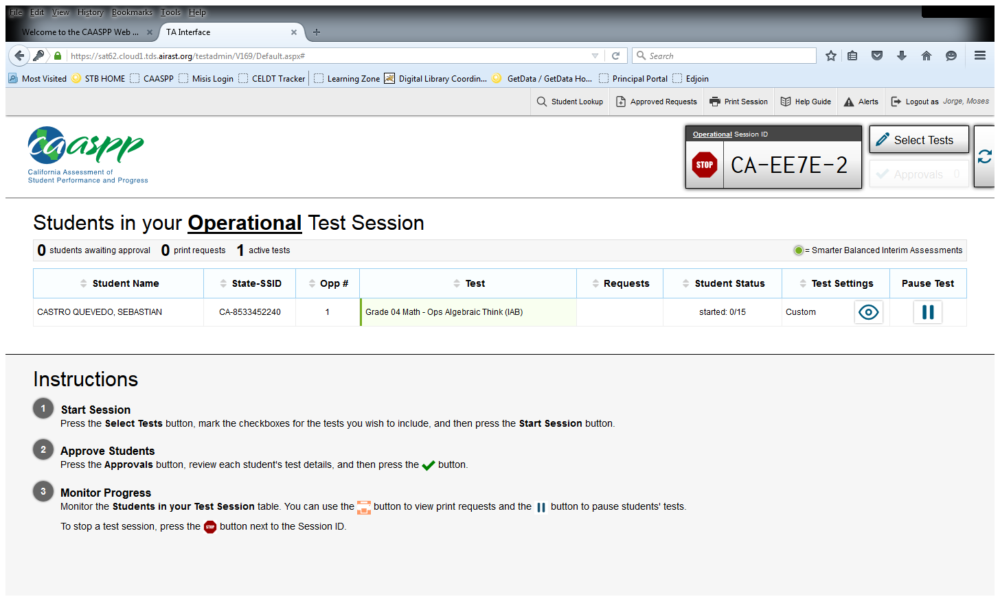 File Edit View History Bookmarks Tools Help
Welcome to the CAASPP Web ... × TA Interface × +
https://sat62.cloud1.tds.airast.org/testadmin/V169/Default.aspx# Search
Most Visited STB HOME CAASPP Misis Login CELDT Tracker Learning Zone Digital Library Coordin... GetData / GetData Ho... Principal Portal Edjoin
Student Lookup Approved Requests Print Session Help Guide Alerts Logout as Jorge, Moses
caaspp
California Assessment of
Student Performance and Progress
Operational Session ID
STOP CA-EE7E-2
Select Tests
Approvals 0
Students in your Operational Test Session
0 students awaiting approval 0 print requests 1 active tests = Smarter Balanced Interim Assessments
Student Name State-SSID Opp # Test Requests Student Status Test Settings Pause Test
CASTRO QUEVEDO, SEBASTIAN CA-8533452240 1 Grade 04 Math - Ops Algebraic Think (IAB) started: 0/15 Custom
Instructions
1 Start Session
Press the Select Tests button, mark the checkboxes for the tests you wish to include, and then press the Start Session button.
2 Approve Students
Press the Approvals button, review each student's test details, and then press the button.
3 Monitor Progress
Monitor the Students in your Test Session table. You can use the button to view print requests and the button to pause students' tests.
To stop a test session, press the STOP button next to the Session ID.